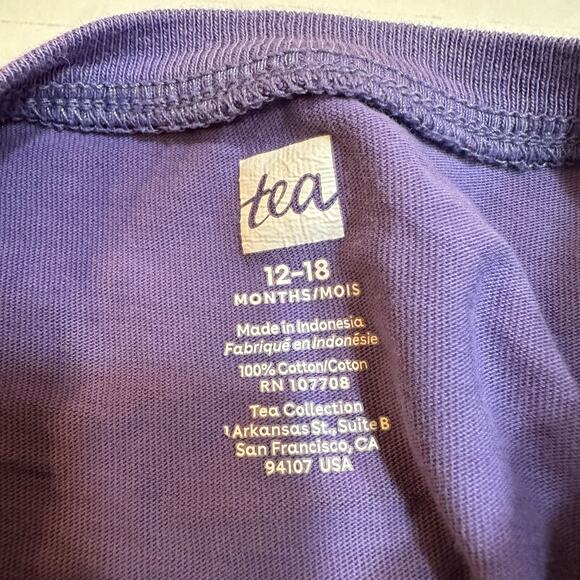 tea
12-18
MONTHS/MOIS
Made in Indonesia
Fabriqué en Indonésie
100% Cotton/Coton
RN 107708
Tea Collection
1 Arkansas St., Suite B
San Francisco, CA
94107 USA